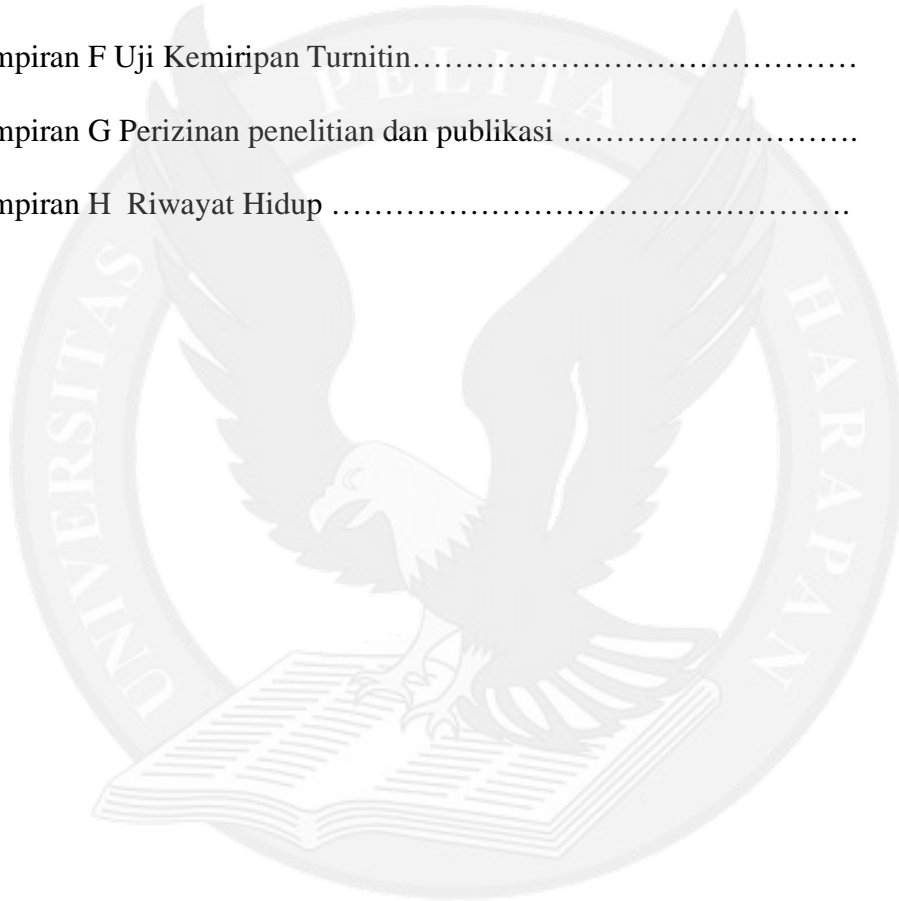 mpiran F Uji Kemiripan Turnitin……………………………………
mpiran G Perizinan penelitian dan publikasi ……………………….
mpiran H  Riwayat Hidup ………………………………………….
UNIVERSITAS PELITA HARAPAN